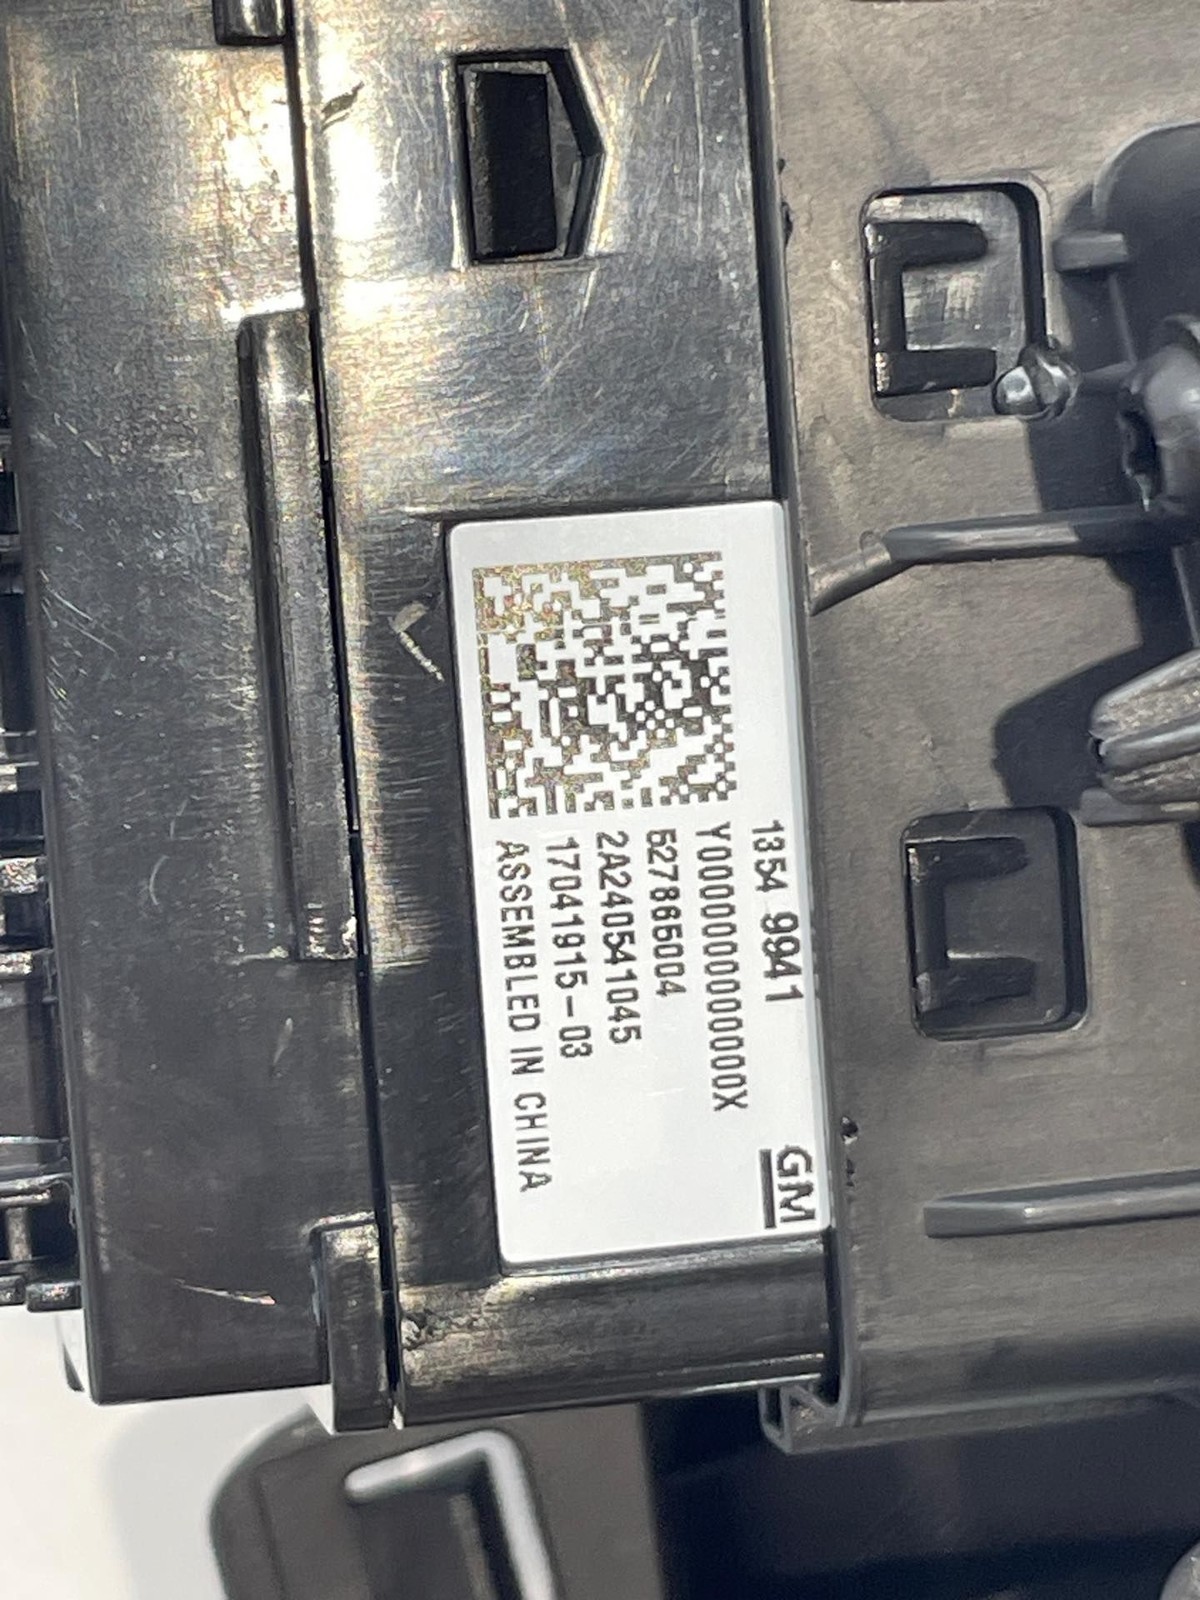 1354 9941
Y0000000000000X
527865004
2A240541045
17041915-03
ASSEMBLED IN CHINA
GM